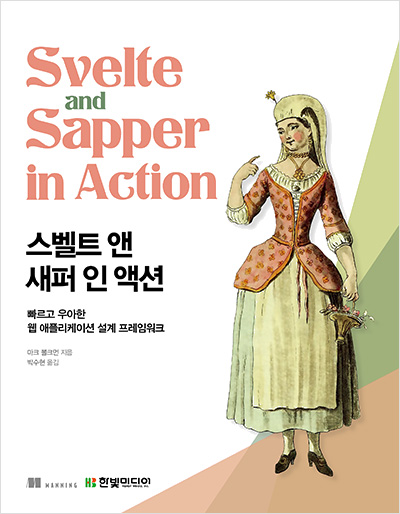 Svelte
and
Sapper
in Action
스벨트 앤
새퍼 인 액션
빠르고 우아한
웹 애플리케이션 설계 프레임워크
마크 볼크먼 지음
박수현 옮김
MANNING
HB 한빛미디어